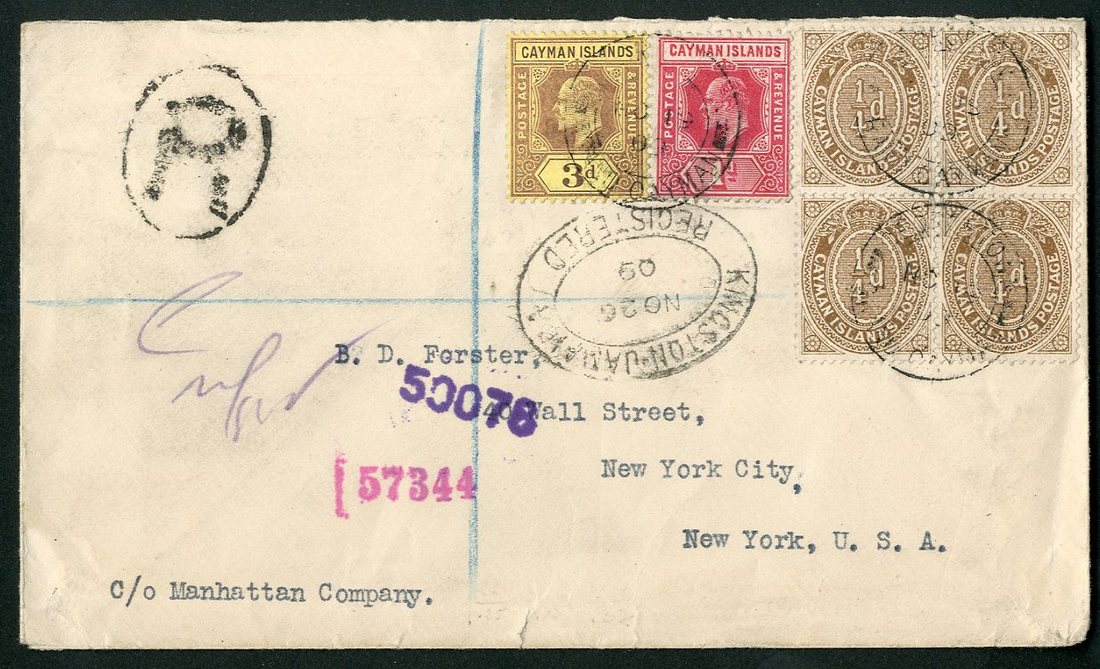 CAYMAN ISLANDS
POSTAGE & REVENUE
3d
CAYMAN ISLANDS
POSTAGE & REVENUE
1/4d
CAYMAN ISLANDS POSTAGE
1/4d
CAYMAN ISLANDS POSTAGE
1/4d
CAYMAN ISLANDS POSTAGE
1/4d
CAYMAN ISLANDS POSTAGE
R
CAYMAN
REGISTERED
KINGSTON JAMAICA
NO 26
09
B. D. Forster,
50078
40 Wall Street,
57344
New York City,
New York, U. S. A.
C/o Manhattan Company.